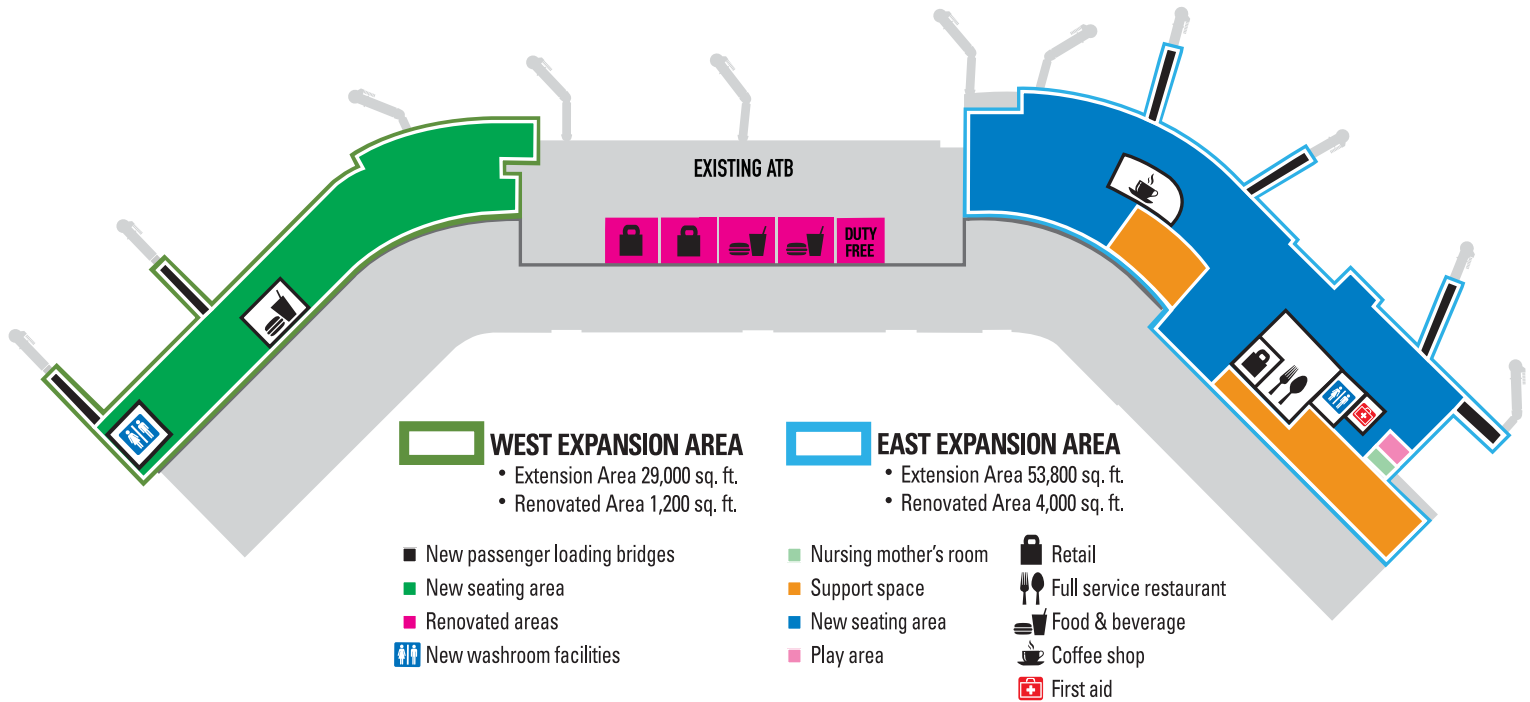 EXISTING ATB
DUTY
FREE
WEST EXPANSION AREA
• Extension Area 29,000 sq. ft.
• Renovated Area 1,200 sq. ft.
New passenger loading bridges
New seating area
Renovated areas
New washroom facilities
EAST EXPANSION AREA
• Extension Area 53,800 sq. ft.
• Renovated Area 4,000 sq. ft.
Nursing mother's room
Support space
New seating area
Play area
Retail
Full service restaurant
Food & beverage
Coffee shop
First aid